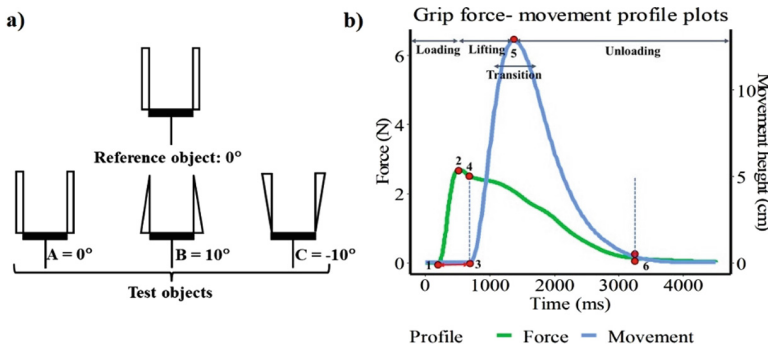 a)
Reference object: 0°
A = 0°
B = 10°
C = -10°
Test objects
b)
Grip force- movement profile plots
Loading
Lifting
Unloading
Transition
Force (N)
6
4
2
0
Movement height (cm)
10
5
0
1
2
3
4
5
6
0
1000
2000
3000
4000
Time (ms)
Profile
Force
Movement